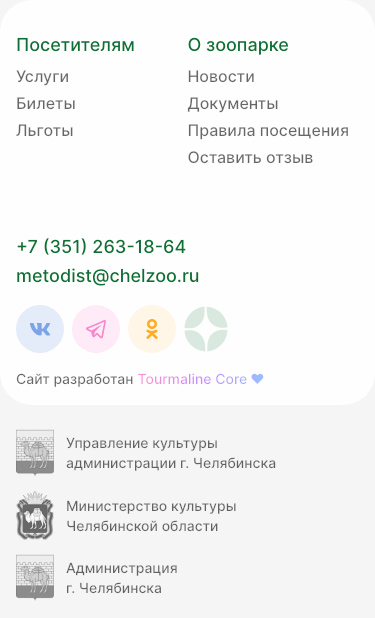 Посетителям
Услуги
Билеты
Льготы
О зоопарке
Новости
Документы
Правила посещения
Оставить отзыв
+7 (351) 263-18-64
metodist@chelzoo.ru
Сайт разработан Tourmaline Core
Управление культуры
администрации г. Челябинска
Министерство культуры
Челябинской области
Администрация
г. Челябинска